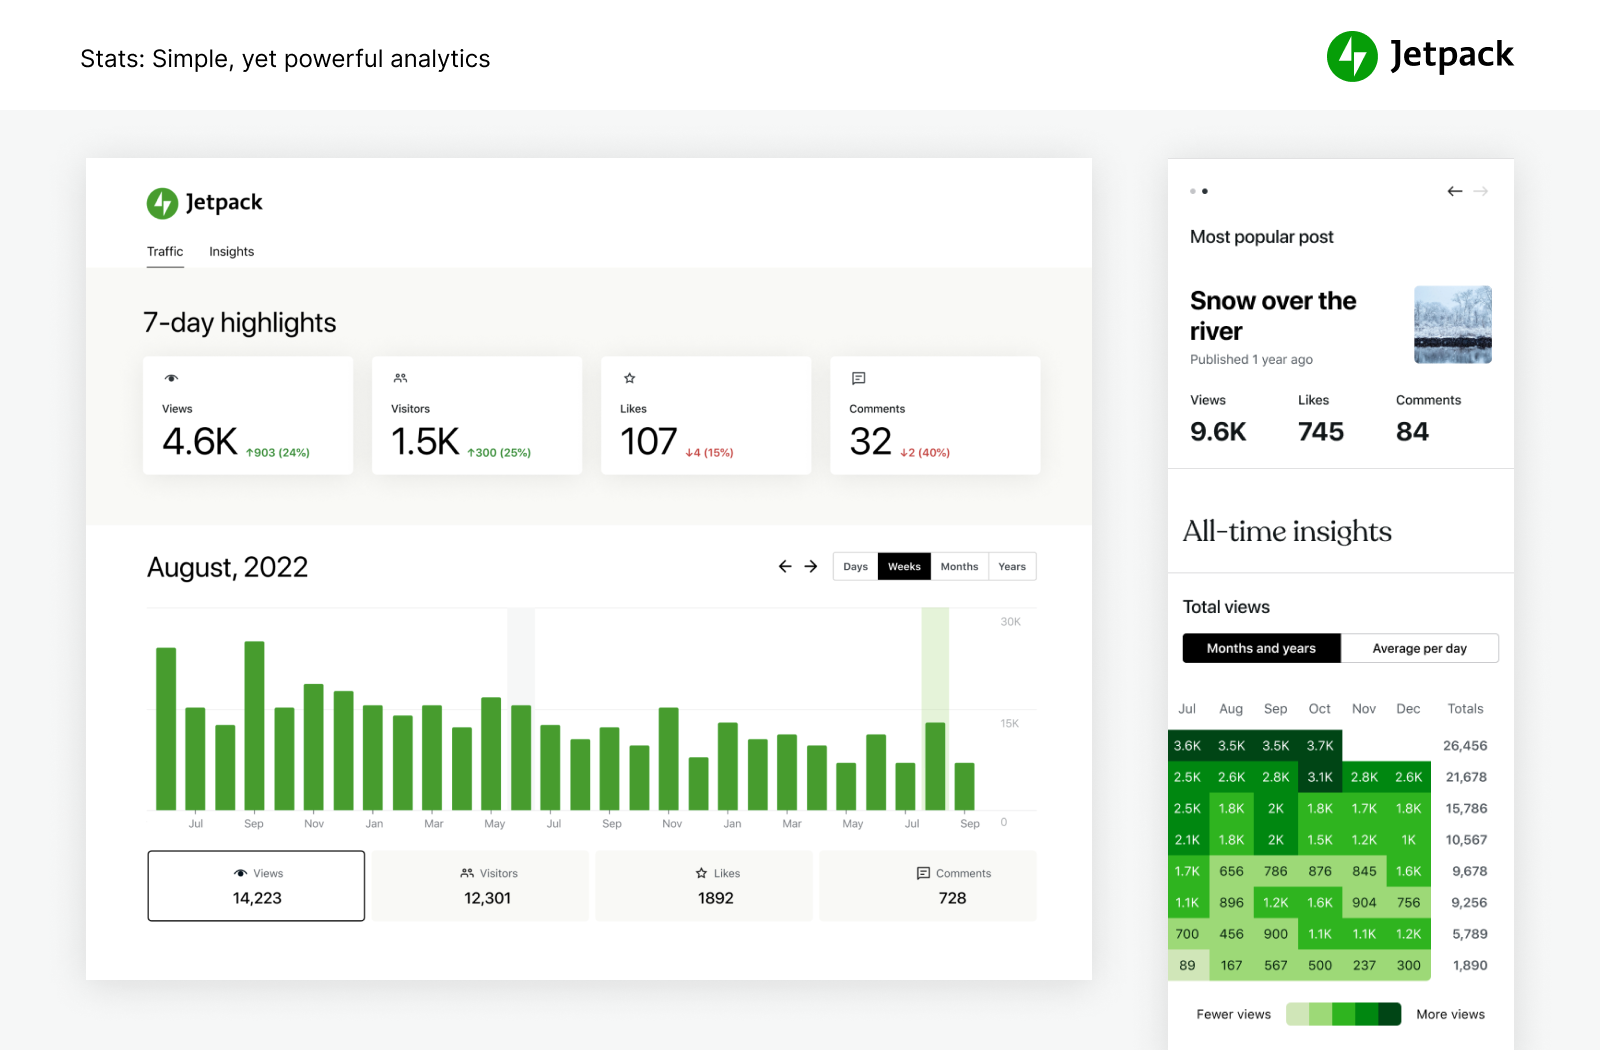 Stats: Simple, yet powerful analytics
Jetpack
Jetpack
Traffic Insights
7-day highlights
Views
4.6K ↑903 (24%)
Visitors
1.5K ↑300 (25%)
Likes
107 ↓4 (15%)
Comments
32 ↓2 (40%)
August, 2022
Days Weeks Months Years
30K
15K
0
Jul Sep Nov Jan Mar May Jul Sep Nov Jan Mar May Jul Sep
Views
14,223
Visitors
12,301
Likes
1892
Comments
728
Most popular post
Snow over the
river
Published 1 year ago
Views Likes Comments
9.6K 745 84
All-time insights
Total views
Months and years Average per day
Jul Aug Sep Oct Nov Dec Totals
3.6K 3.5K 3.5K 3.7K 26,456
2.5K 2.6K 2.8K 3.1K 2.8K 2.6K 21,678
2.5K 1.8K 2K 1.8K 1.7K 1.8K 15,786
2.1K 1.8K 2K 1.5K 1.2K 1K 10,567
1.7K 656 786 876 845 1.6K 9,678
1.1K 896 1.2K 1.6K 904 756 9,256
700 456 900 1.1K 1.1K 1.2K 5,789
89 167 567 500 237 300 1,890
Fewer views More views